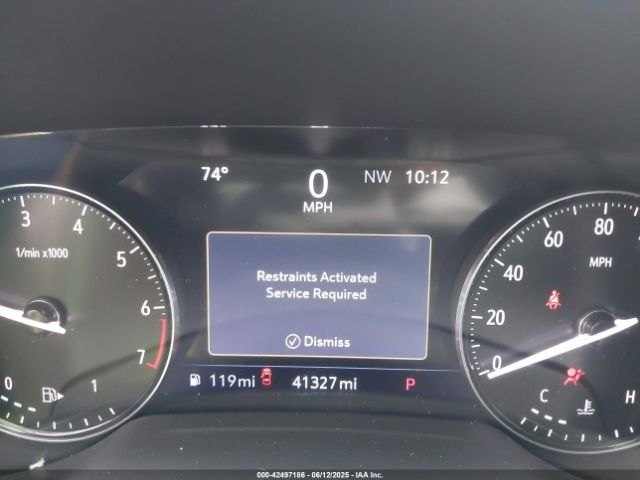 74° 0 NW 10:12
MPH
3 4 5 6 7
1/min x1000
0 1
Restraints Activated
Service Required
Dismiss
119mi 41327mi P
0 20 40 60 80
MPH
C H
000-42497186 - 06/12/2025 - IAA Inc.